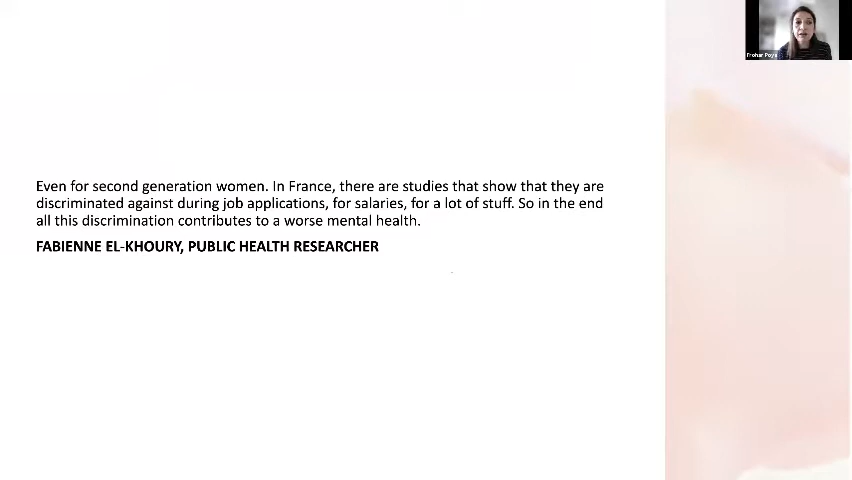 Frohar Poya
Even for second generation women. In France, there are studies that show that they are
discriminated against during job applications, for salaries, for a lot of stuff. So in the end
all this discrimination contributes to a worse mental health.
FABIENNE EL-KHOURY, PUBLIC HEALTH RESEARCHER